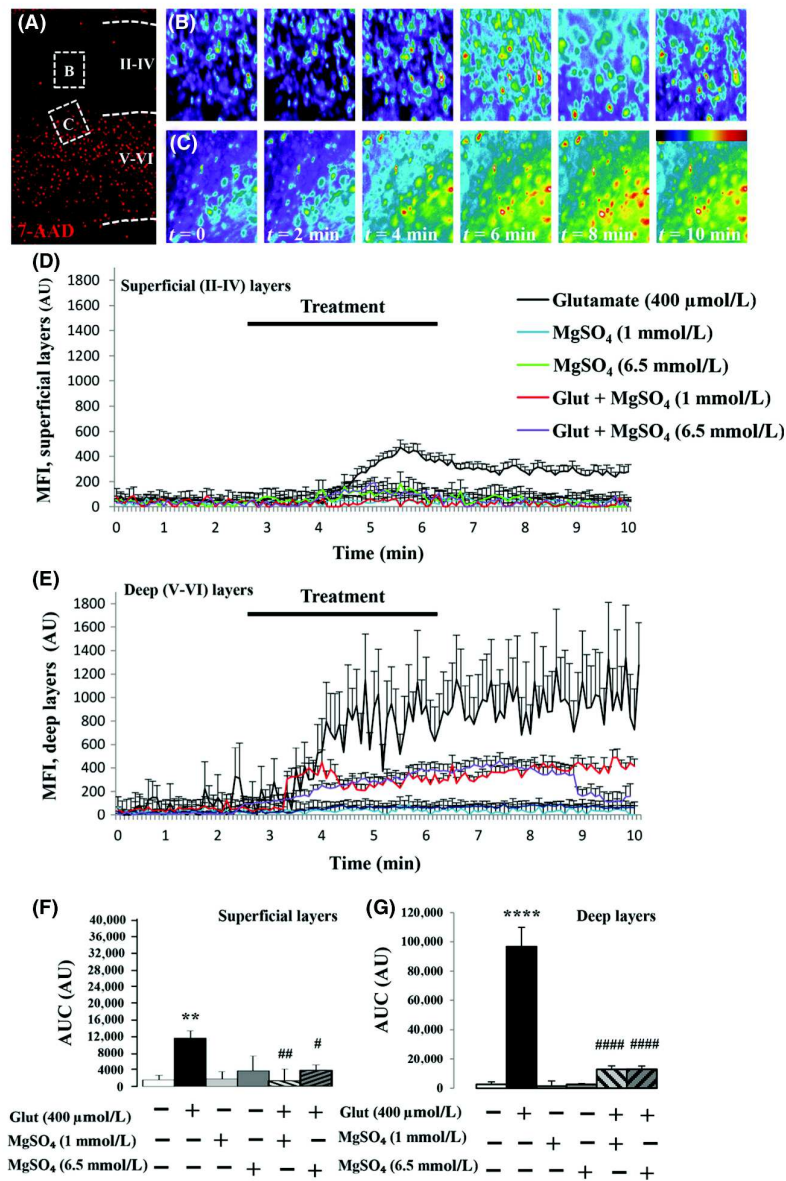 (A)
II-IV
B
C
V-VI
7-AAD
(B)
(C)
t = 0
t = 2 min
t = 4 min
t = 6 min
t = 8 min
t = 10 min
(D)
Superficial (II-IV) layers
Treatment
Glutamate (400 µmol/L)
MgSO₄ (1 mmol/L)
MgSO₄ (6.5 mmol/L)
Glut + MgSO₄ (1 mmol/L)
Glut + MgSO₄ (6.5 mmol/L)
MFI, superficial layers (AU)
1800
1600
1400
1200
1000
800
600
400
200
0
0 1 2 3 4 5 6 7 8 9 10
Time (min)
(E)
Deep (V-VI) layers
Treatment
MFI, deep layers (AU)
1800
1600
1400
1200
1000
800
600
400
200
0
0 1 2 3 4 5 6 7 8 9 10
Time (min)
(F)
Superficial layers
AUC (AU)
40,000
36,000
32,000
28,000
24,000
20,000
16,000
12,000
8000
4000
0
**
##
#
Glut (400 µmol/L) – + – – + +
MgSO₄ (1 mmol/L) – – + – + –
MgSO₄ (6.5 mmol/L) – – – + – +
(G)
Deep layers
AUC (AU)
120,000
100,000
80,000
60,000
40,000
20,000
0
****
#### ####
Glut (400 µmol/L) – + – – + +
MgSO₄ (1 mmol/L) – – + – + –
MgSO₄ (6.5 mmol/L) – – – + – +